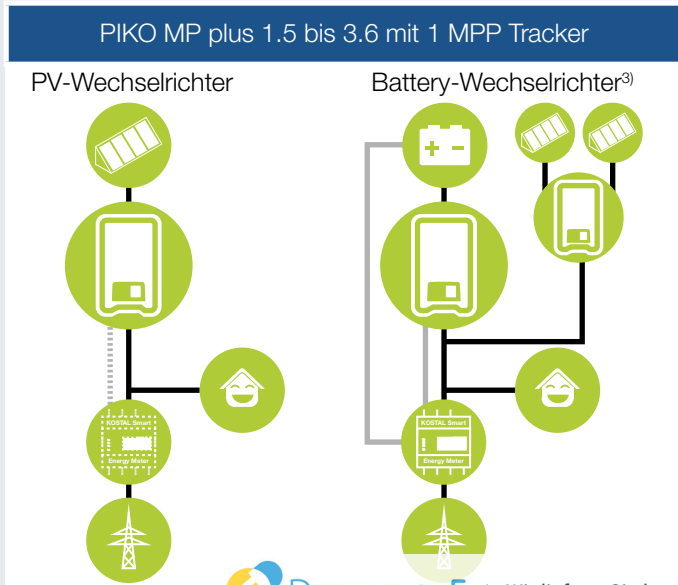 PIKO MP plus 1.5 bis 3.6 mit 1 MPP Tracker
PV-Wechselrichter
Battery-Wechselrichter³⁾
KOSTAL Smart
Energy Meter
KOSTAL Smart
Energy Meter